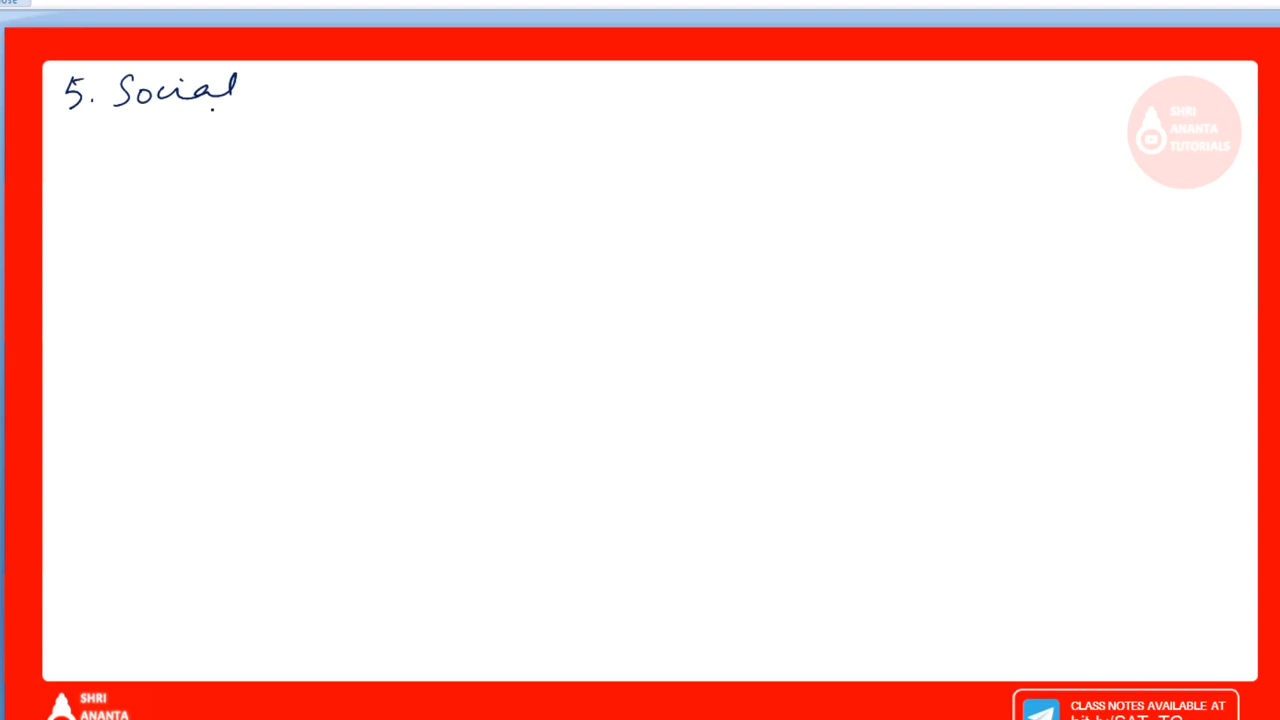 5. Social
SHRI
ANANTA
TUTORIALS
SHRI
ANANTA
CLASS NOTES AVAILABLE AT